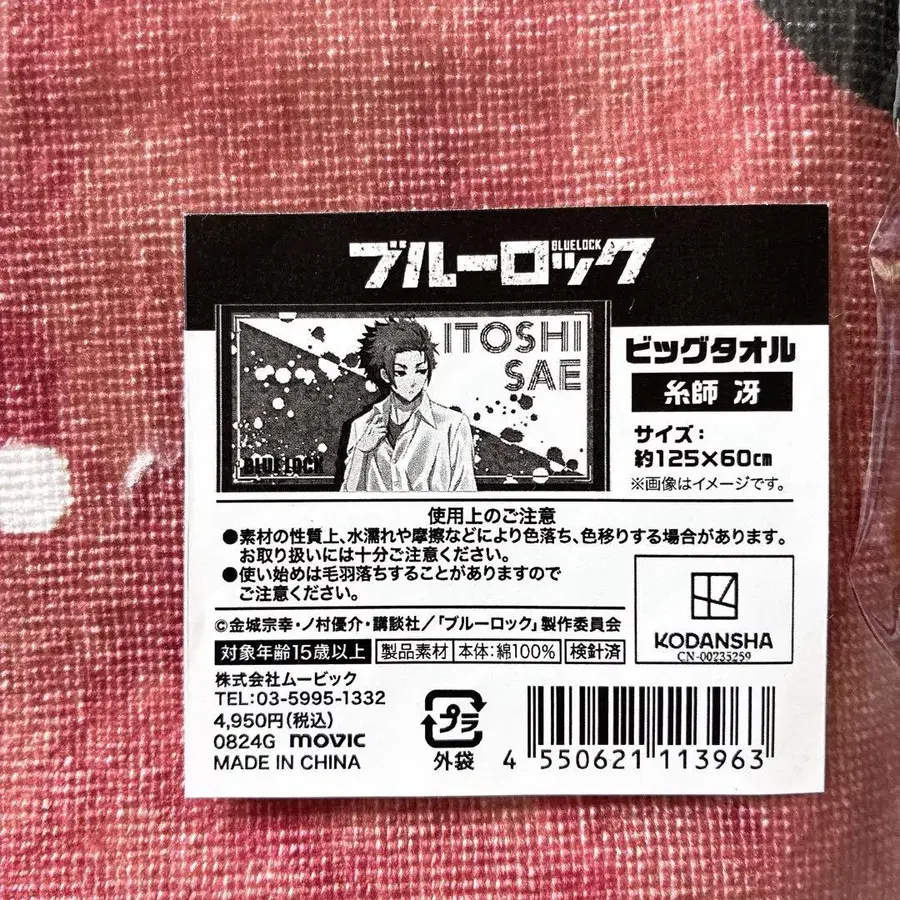 ブルーロック
BLUELOCK
ITOSHI
SAE
BLUELOCK
ビッグタオル
糸師 冴
サイズ：
約125×60cm
※画像はイメージです。
使用上のご注意
●素材の性質上、水濡れや摩擦などにより色落ち、色移りする場合があります。
お取り扱いには十分ご注意ください。
●使い始めは毛羽落ちすることがありますので
ご注意ください。
©金城宗幸・ノ村優介・講談社/「ブルーロック」製作委員会
対象年齢15歳以上 製品素材 本体：綿100% 検針済
KODANSHA
CN-00235259
株式会社ムービック
TEL：03-5995-1332
4,950円（税込）
0824G movic
MADE IN CHINA
プラ
外袋
4 550621 113963